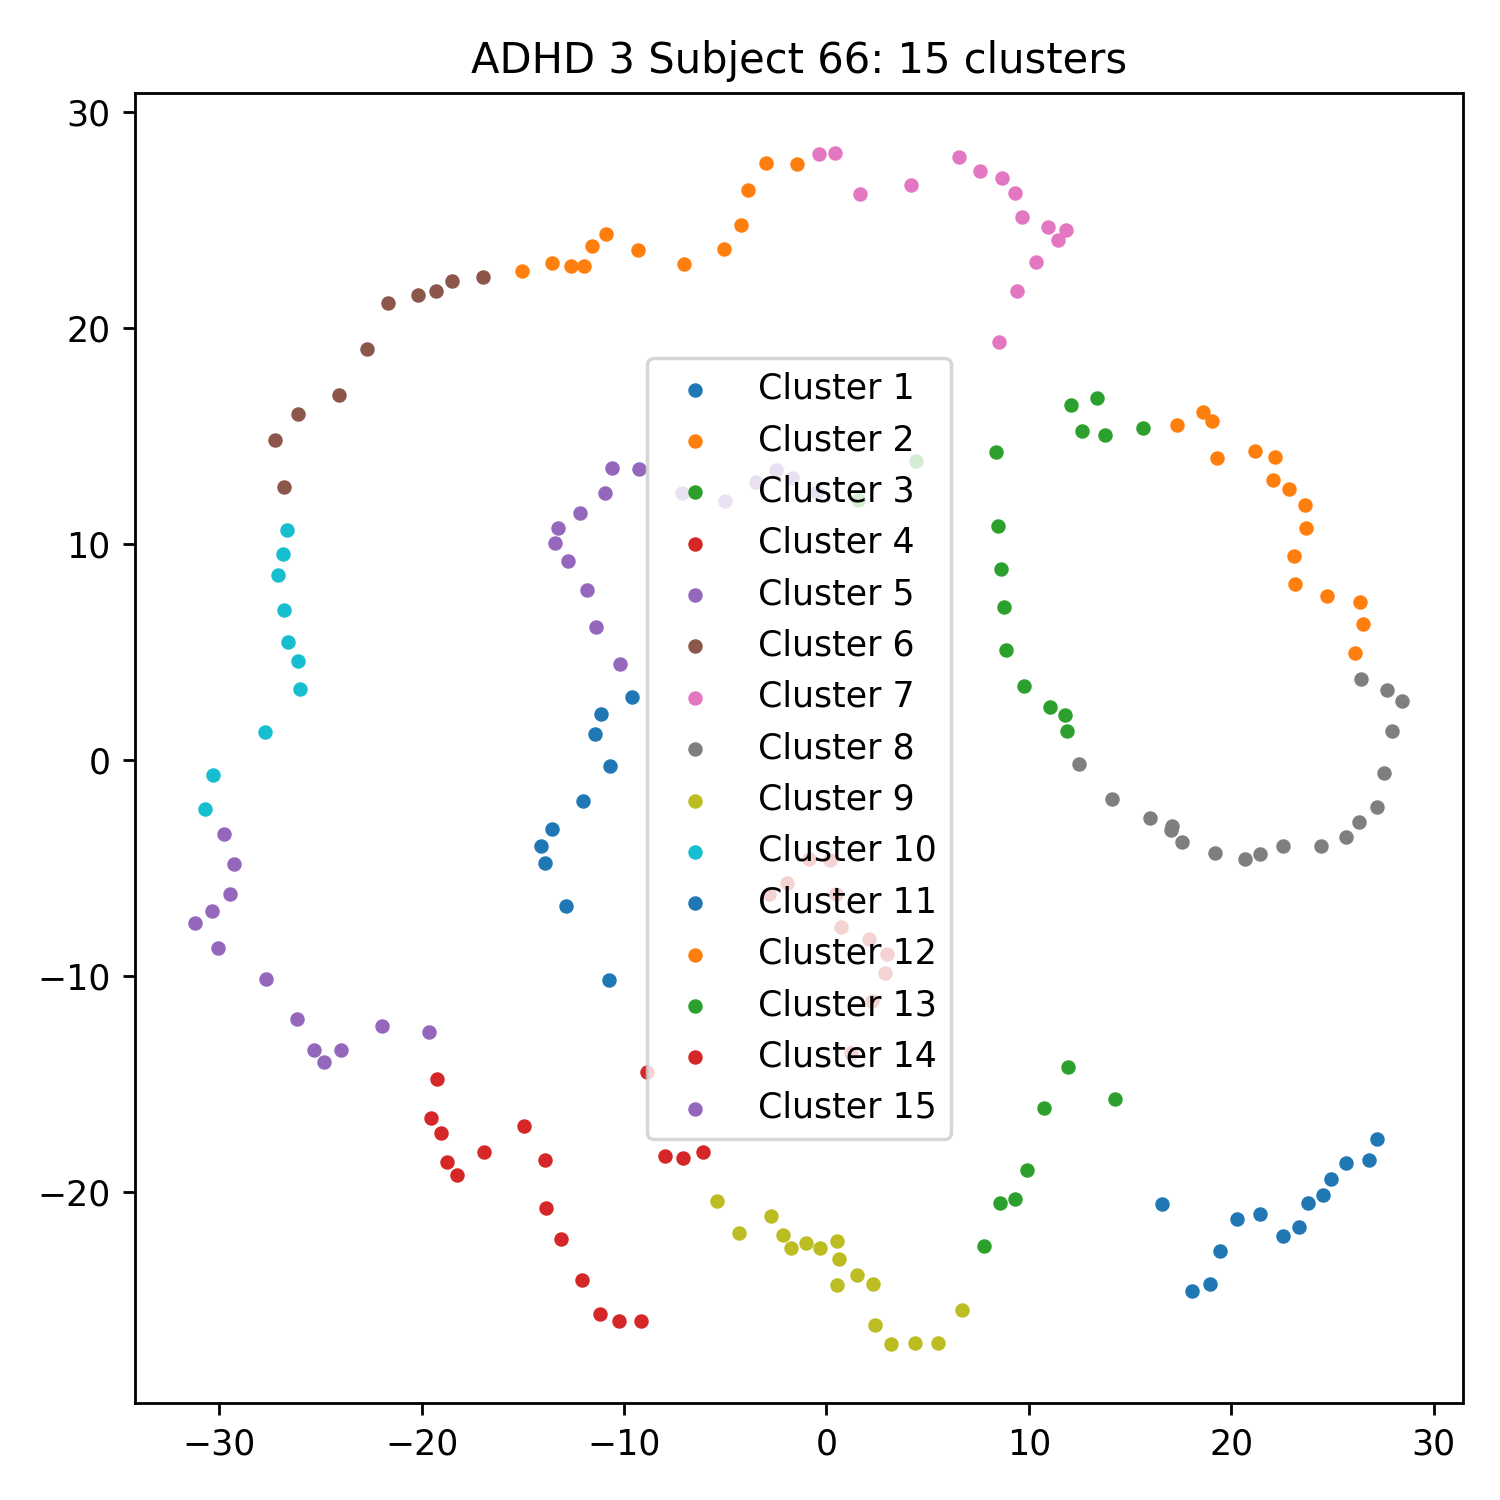 ADHD 3 Subject 66: 15 clusters
30
20
10
0
−10
−20
−30
−20
−10
0
10
20
30
Cluster 1
Cluster 2
Cluster 3
Cluster 4
Cluster 5
Cluster 6
Cluster 7
Cluster 8
Cluster 9
Cluster 10
Cluster 11
Cluster 12
Cluster 13
Cluster 14
Cluster 15